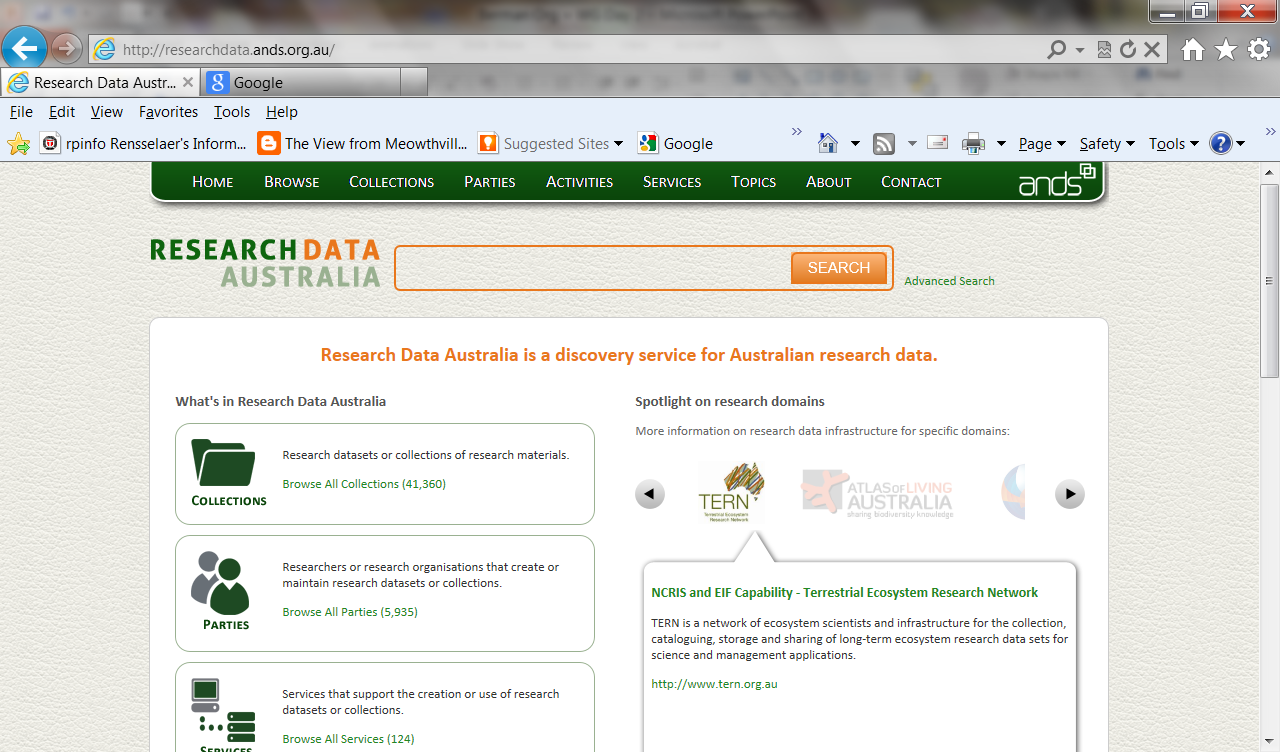 http://researchdata.ands.org.au/
Research Data Austr...
Google
File Edit View Favorites Tools Help
rpinfo Rensselaer's Inform...
The View from Meowthvill...
Suggested Sites
Google
Page
Safety
Tools
HOME BROWSE COLLECTIONS PARTIES ACTIVITIES SERVICES TOPICS ABOUT CONTACT
ands
RESEARCH DATA
AUSTRALIA
SEARCH
Advanced Search
Research Data Australia is a discovery service for Australian research data.
What's in Research Data Australia
COLLECTIONS
Research datasets or collections of research materials.
Browse All Collections (41,360)
PARTIES
Researchers or research organisations that create or
maintain research datasets or collections.
Browse All Parties (5,935)
SERVICES
Services that support the creation or use of research
datasets or collections.
Browse All Services (124)
Spotlight on research domains
More information on research data infrastructure for specific domains:
TERN
Terrestrial Ecosystem
Research Network
ATLAS OF LIVING
AUSTRALIA
sharing biodiversity knowledge
NCRIS and EIF Capability - Terrestrial Ecosystem Research Network
TERN is a network of ecosystem scientists and infrastructure for the collection,
cataloguing, storage and sharing of long-term ecosystem research data sets for
science and management applications.
http://www.tern.org.au